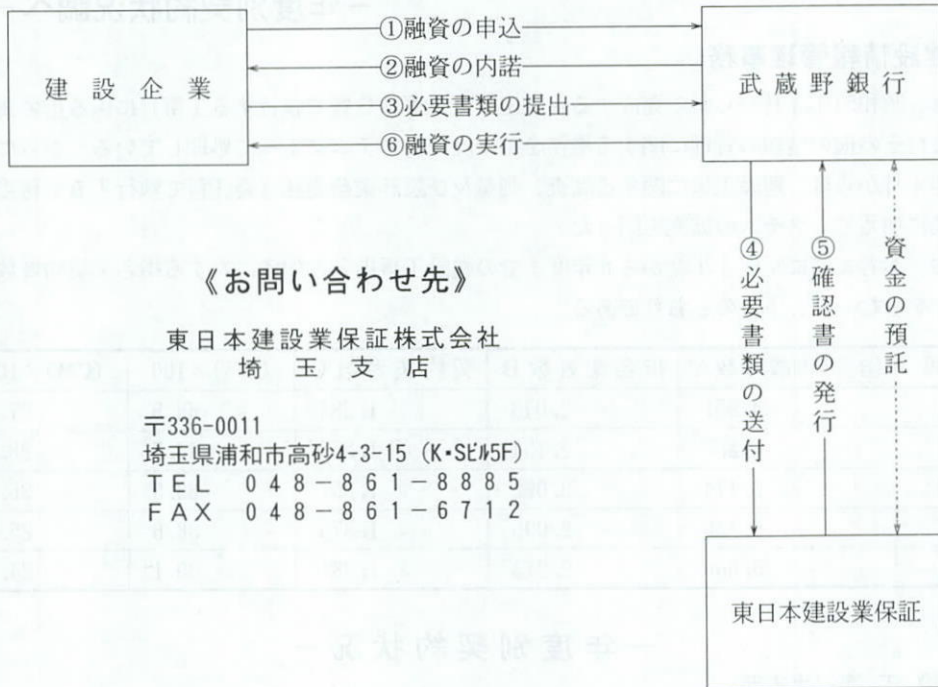 建設企業
①融資の申込
②融資の内諾
③必要書類の提出
⑥融資の実行
武蔵野銀行
④必要書類の送付
⑤確認書の発行
資金の預託
東日本建設業保証
《お問い合わせ先》
東日本建設業保証株式会社
埼玉支店
〒336-0011
埼玉県浦和市高砂4-3-15 (K・Sビル5F)
TEL 048-861-8885
FAX 048-861-6712